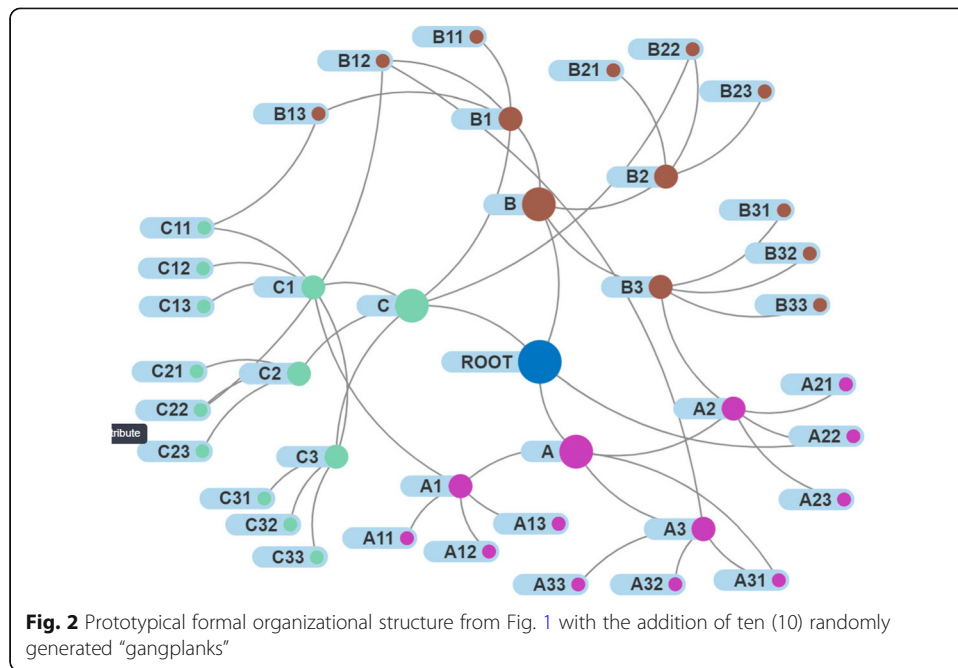 B11
B12
B22
B21
B23
B13
B1
B2
B
B31
C11
B32
C12
C1
B3
C13
C
B33
ROOT
C21
C2
A21
C22
A2
tribute
A22
C23
A
C3
A1
C31
A23
A13
C32
A3
A11
A12
C33
A33
A32
A31
Fig. 2 Prototypical formal organizational structure from Fig. 1 with the addition of ten (10) randomly
generated “gangplanks”